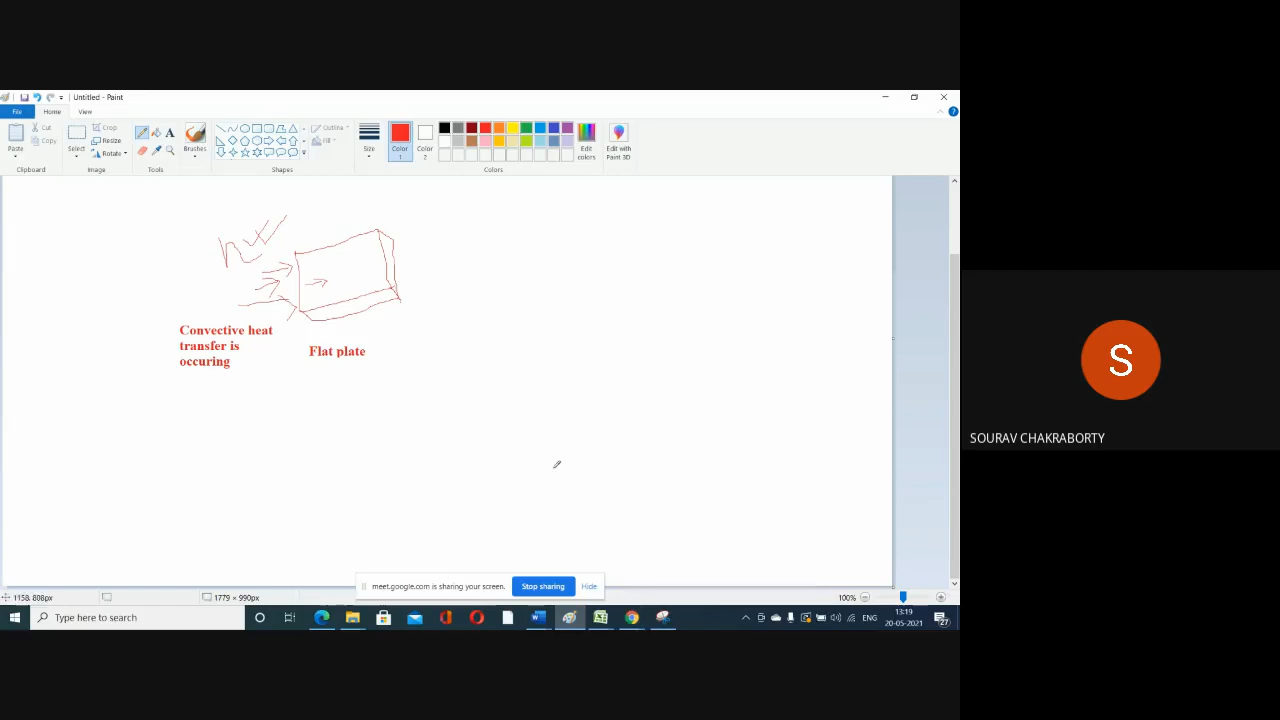 Untitled - Paint
File Home View
Cut
Copy
Paste
Clipboard
Crop
Resize
Rotate
Select
Image
Tools
Brushes
Outline
Fill
Shapes
Size
Color 1
Color 2
Edit colors
Edit with Paint 3D
Colors
Convective heat
transfer is
occuring
Flat plate
S
SOURAV CHAKRABORTY
meet.google.com is sharing your screen. Stop sharing Hide
1158, 808px 1779 × 990px 100%
Type here to search
ENG
13:19
20-05-2021
27